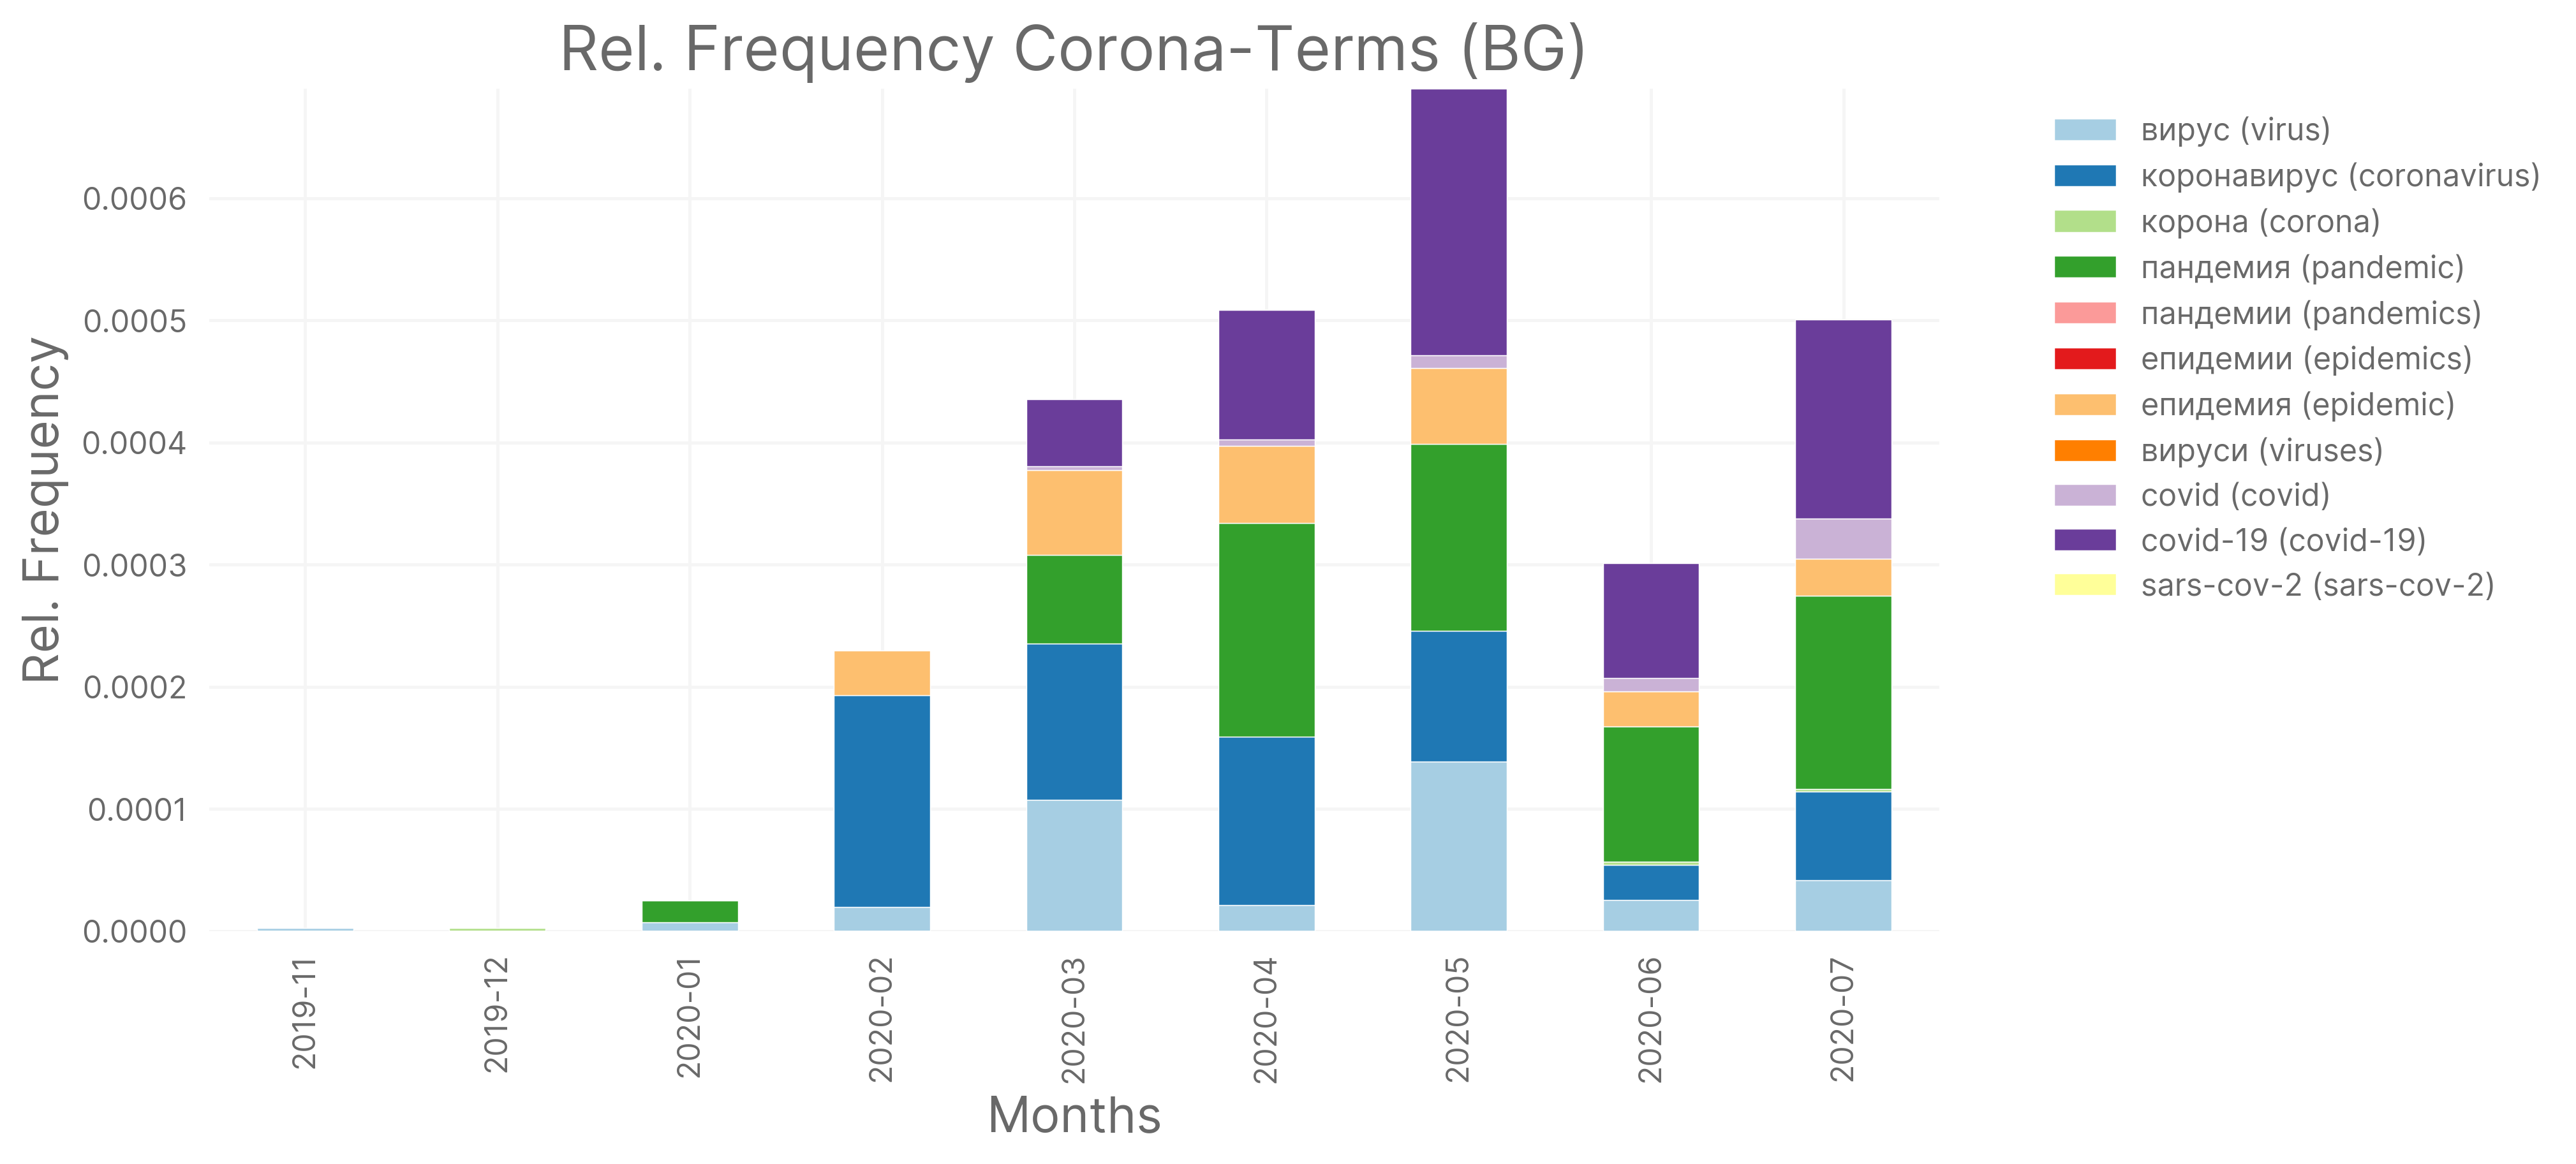 Rel. Frequency Corona-Terms (BG)
Rel. Frequency
0.0006
0.0005
0.0004
0.0003
0.0002
0.0001
0.0000
2019-11
2019-12
2020-01
2020-02
2020-03
2020-04
2020-05
2020-06
2020-07
Months
вирус (virus)
коронавирус (coronavirus)
корона (corona)
пандемия (pandemic)
пандемии (pandemics)
епидемии (epidemics)
епидемия (epidemic)
вируси (viruses)
covid (covid)
covid-19 (covid-19)
sars-cov-2 (sars-cov-2)